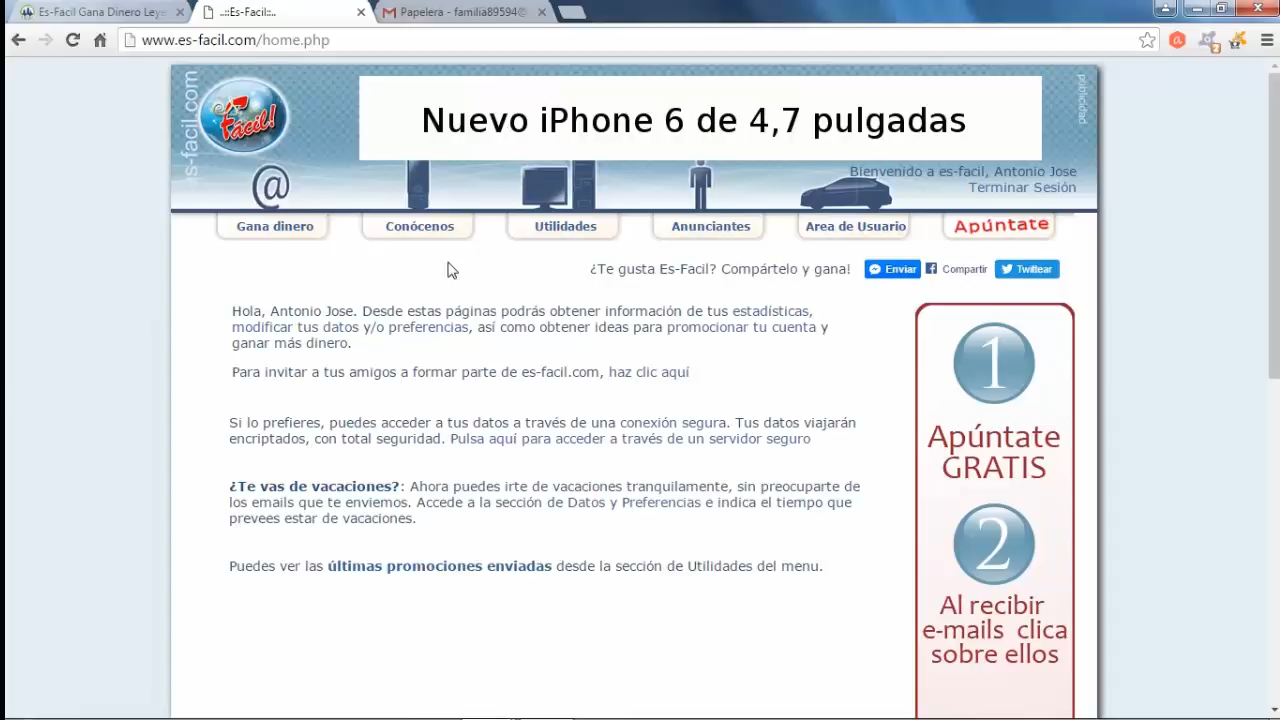 Es-Facil Gana Dinero Leye
..::Es-Facil::..
Papelera - familia89594@
www.es-facil.com/home.php
es-facil.com
Fácil!
Nuevo iPhone 6 de 4,7 pulgadas
publicidad
@
Bienvenido a es-facil, Antonio Jose
Terminar Sesión
Gana dinero
Conócenos
Utilidades
Anunciantes
Area de Usuario
Apúntate
¿Te gusta Es-Facil? Compártelo y gana!
Enviar
Compartir
Twittear
Hola, Antonio Jose. Desde estas páginas podrás obtener información de tus estadísticas,
modificar tus datos y/o preferencias, así como obtener ideas para promocionar tu cuenta y
ganar más dinero.
Para invitar a tus amigos a formar parte de es-facil.com, haz clic aquí
Si lo prefieres, puedes acceder a tus datos a través de una conexión segura. Tus datos viajarán
encriptados, con total seguridad. Pulsa aquí para acceder a través de un servidor seguro
¿Te vas de vacaciones?: Ahora puedes irte de vacaciones tranquilamente, sin preocuparte de
los emails que te enviemos. Accede a la sección de Datos y Preferencias e indica el tiempo que
prevees estar de vacaciones.
Puedes ver las últimas promociones enviadas desde la sección de Utilidades del menu.
1
Apúntate
GRATIS
2
Al recibir
e-mails clica
sobre ellos